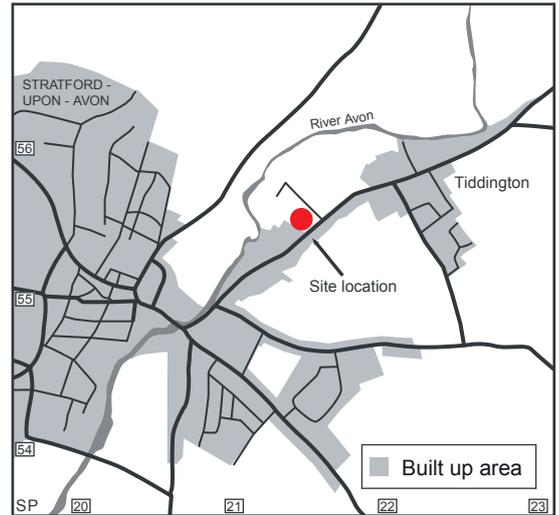 STRATFORD -
UPON - AVON
River Avon
56
Tiddington
55
Site location
54
Built up area
SP
20
21
22
23